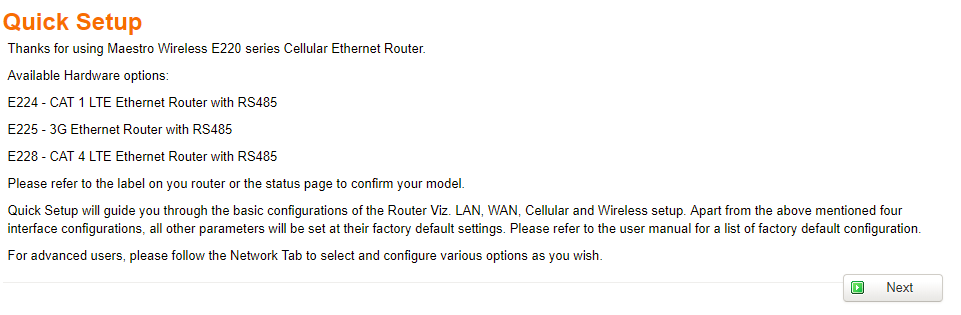 Quick Setup
Thanks for using Maestro Wireless E220 series Cellular Ethernet Router.
Available Hardware options:
E224 - CAT 1 LTE Ethernet Router with RS485
E225 - 3G Ethernet Router with RS485
E228 - CAT 4 LTE Ethernet Router with RS485
Please refer to the label on you router or the status page to confirm your model.
Quick Setup will guide you through the basic configurations of the Router Viz. LAN, WAN, Cellular and Wireless setup. Apart from the above mentioned four
interface configurations, all other parameters will be set at their factory default settings. Please refer to the user manual for a list of factory default configuration.
For advanced users, please follow the Network Tab to select and configure various options as you wish.
Next